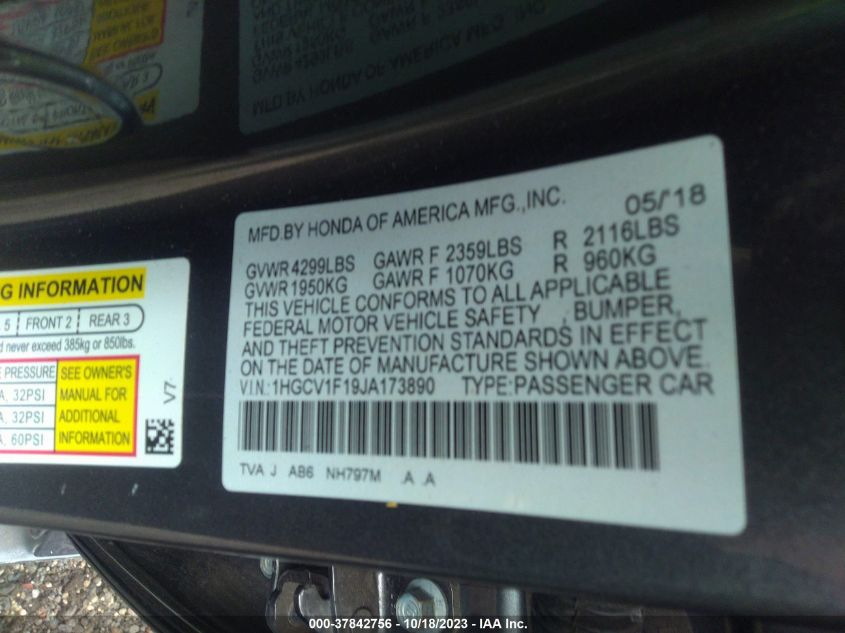 MFD.BY HONDA OF AMERICA MFG.,INC. 05/18
GVWR 4299LBS GAWR F 2359LBS R 2116LBS
GVWR 1950KG GAWR F 1070KG R 960KG
THIS VEHICLE CONFORMS TO ALL APPLICABLE
FEDERAL MOTOR VEHICLE SAFETY , BUMPER,
AND THEFT PREVENTION STANDARDS IN EFFECT
ON THE DATE OF MANUFACTURE SHOWN ABOVE.
VIN:1HGCV1F19JA173890 TYPE:PASSENGER CAR
TVA J AB6 NH797M .A .A
INFORMATION
5 FRONT 2 REAR 3
never exceed 385kg or 850lbs.
PRESSURE SEE OWNER'S
32PSI MANUAL FOR
32PSI ADDITIONAL
60PSI INFORMATION
V7-
000-37842756 - 10/18/2023 - IAA Inc.